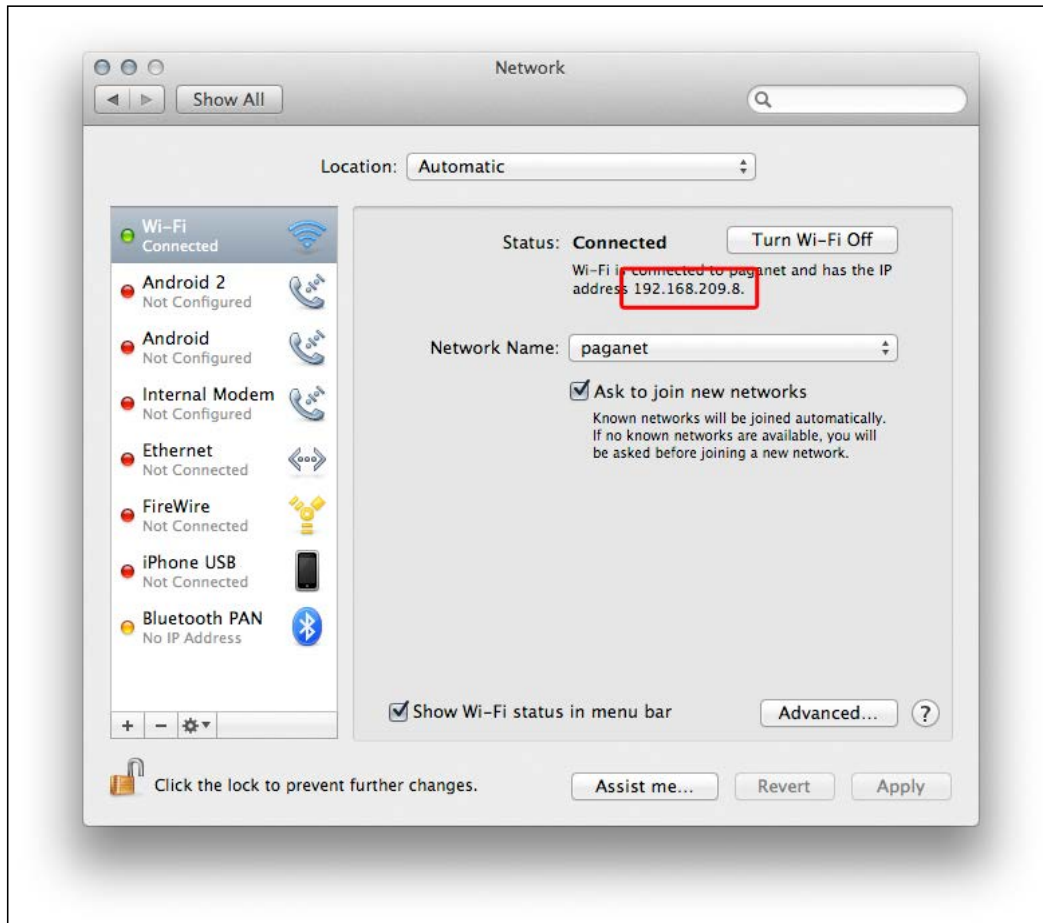 Network
Show All
Location: Automatic
Wi-Fi
Connected
Android 2
Not Configured
Android
Not Configured
Internal Modem
Not Configured
Ethernet
Not Connected
FireWire
Not Connected
iPhone USB
Not Connected
Bluetooth PAN
No IP Address
Status: Connected
Turn Wi-Fi Off
Wi-Fi is connected to paganet and has the IP
address 192.168.209.8.
Network Name: paganet
Ask to join new networks
Known networks will be joined automatically.
If no known networks are available, you will
be asked before joining a new network.
Show Wi-Fi status in menu bar
Advanced...
?
Click the lock to prevent further changes.
Assist me...
Revert
Apply